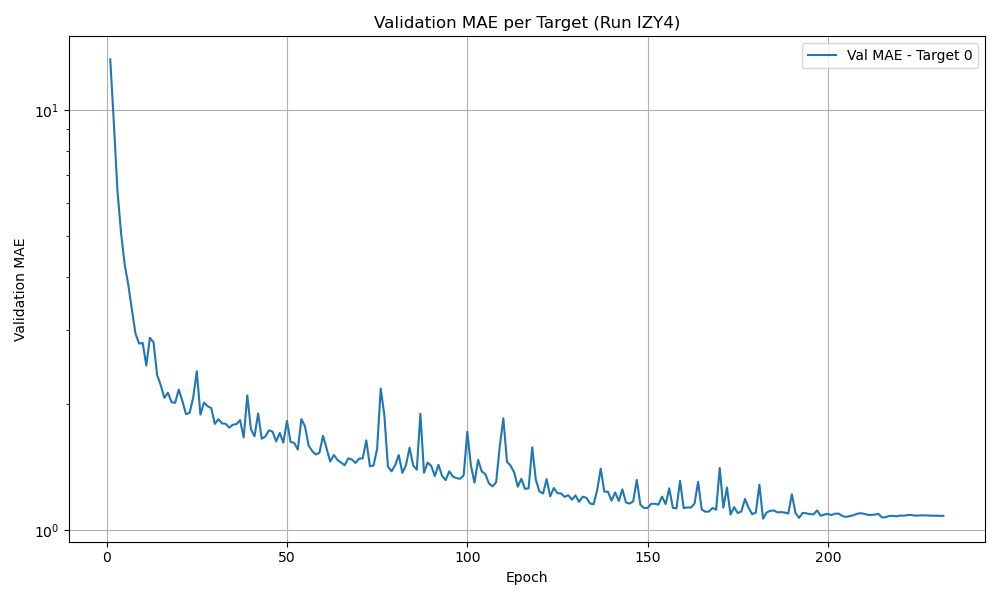 Validation MAE per Target (Run IZY4)
Val MAE - Target 0
10¹
10⁰
Validation MAE
0 50 100 150 200
Epoch